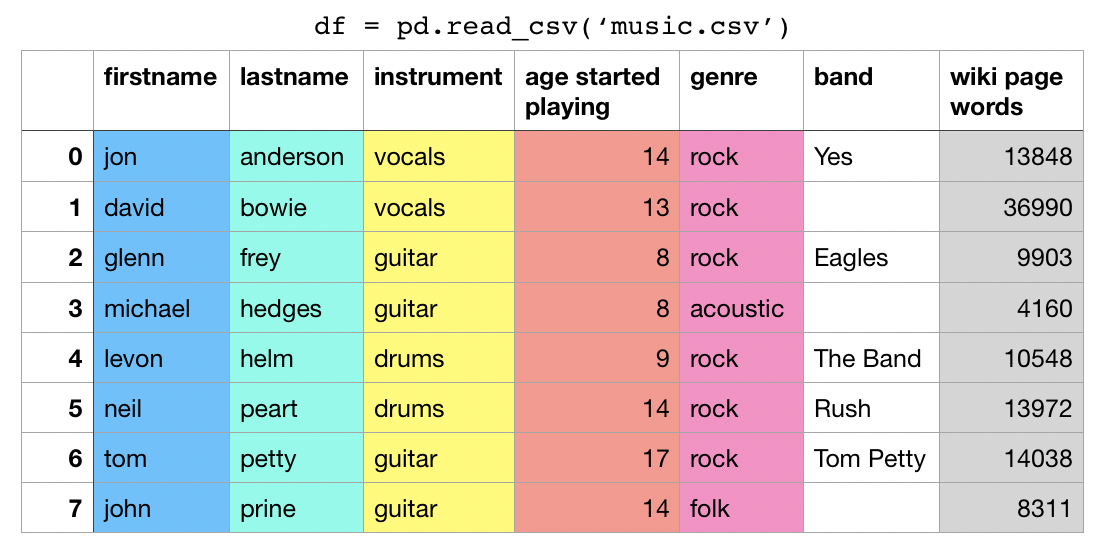 df = pd.read_csv(‘music.csv’)
firstname lastname instrument age started playing genre band wiki page words
0 jon anderson vocals 14 rock Yes 13848
1 david bowie vocals 13 rock 36990
2 glenn frey guitar 8 rock Eagles 9903
3 michael hedges guitar 8 acoustic 4160
4 levon helm drums 9 rock The Band 10548
5 neil peart drums 14 rock Rush 13972
6 tom petty guitar 17 rock Tom Petty 14038
7 john prine guitar 14 folk 8311